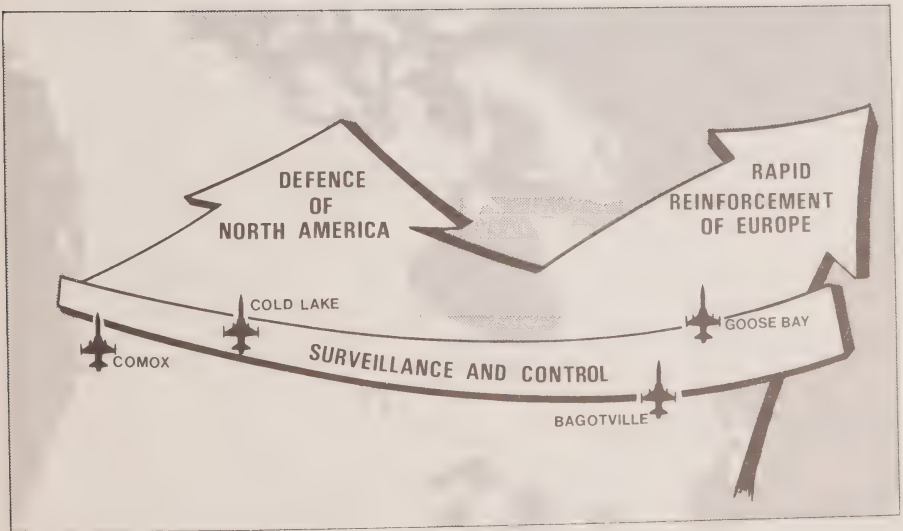 DEFENCE
OF
NORTH AMERICA
RAPID
REINFORCEMENT
OF EUROPE
COLD LAKE
GOOSE BAY
COMOX
SURVEILLANCE AND CONTROL
BAGOTVILLE